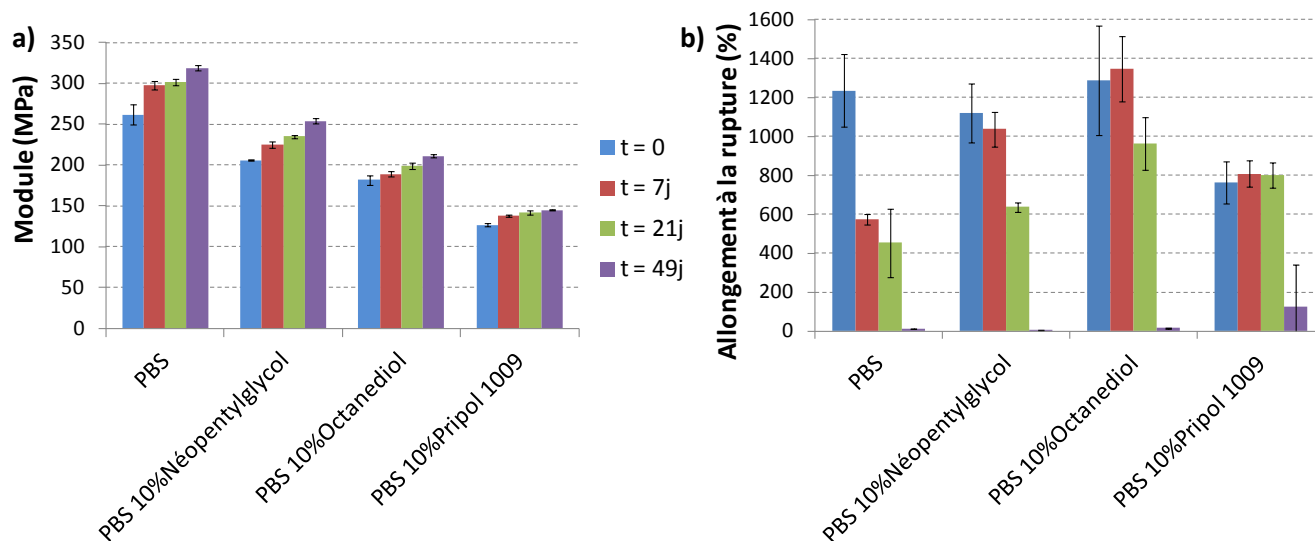 a)
Module (MPa)
350
300
250
200
150
100
50
0
PBS
PBS 10%Néopentylglycol
PBS 10%Octanediol
PBS 10%Pripol 1009
t = 0
t = 7j
t = 21j
t = 49j
b)
Allongement à la rupture (%)
1600
1400
1200
1000
800
600
400
200
0
PBS
PBS 10%Néopentylglycol
PBS 10%Octanediol
PBS 10%Pripol 1009